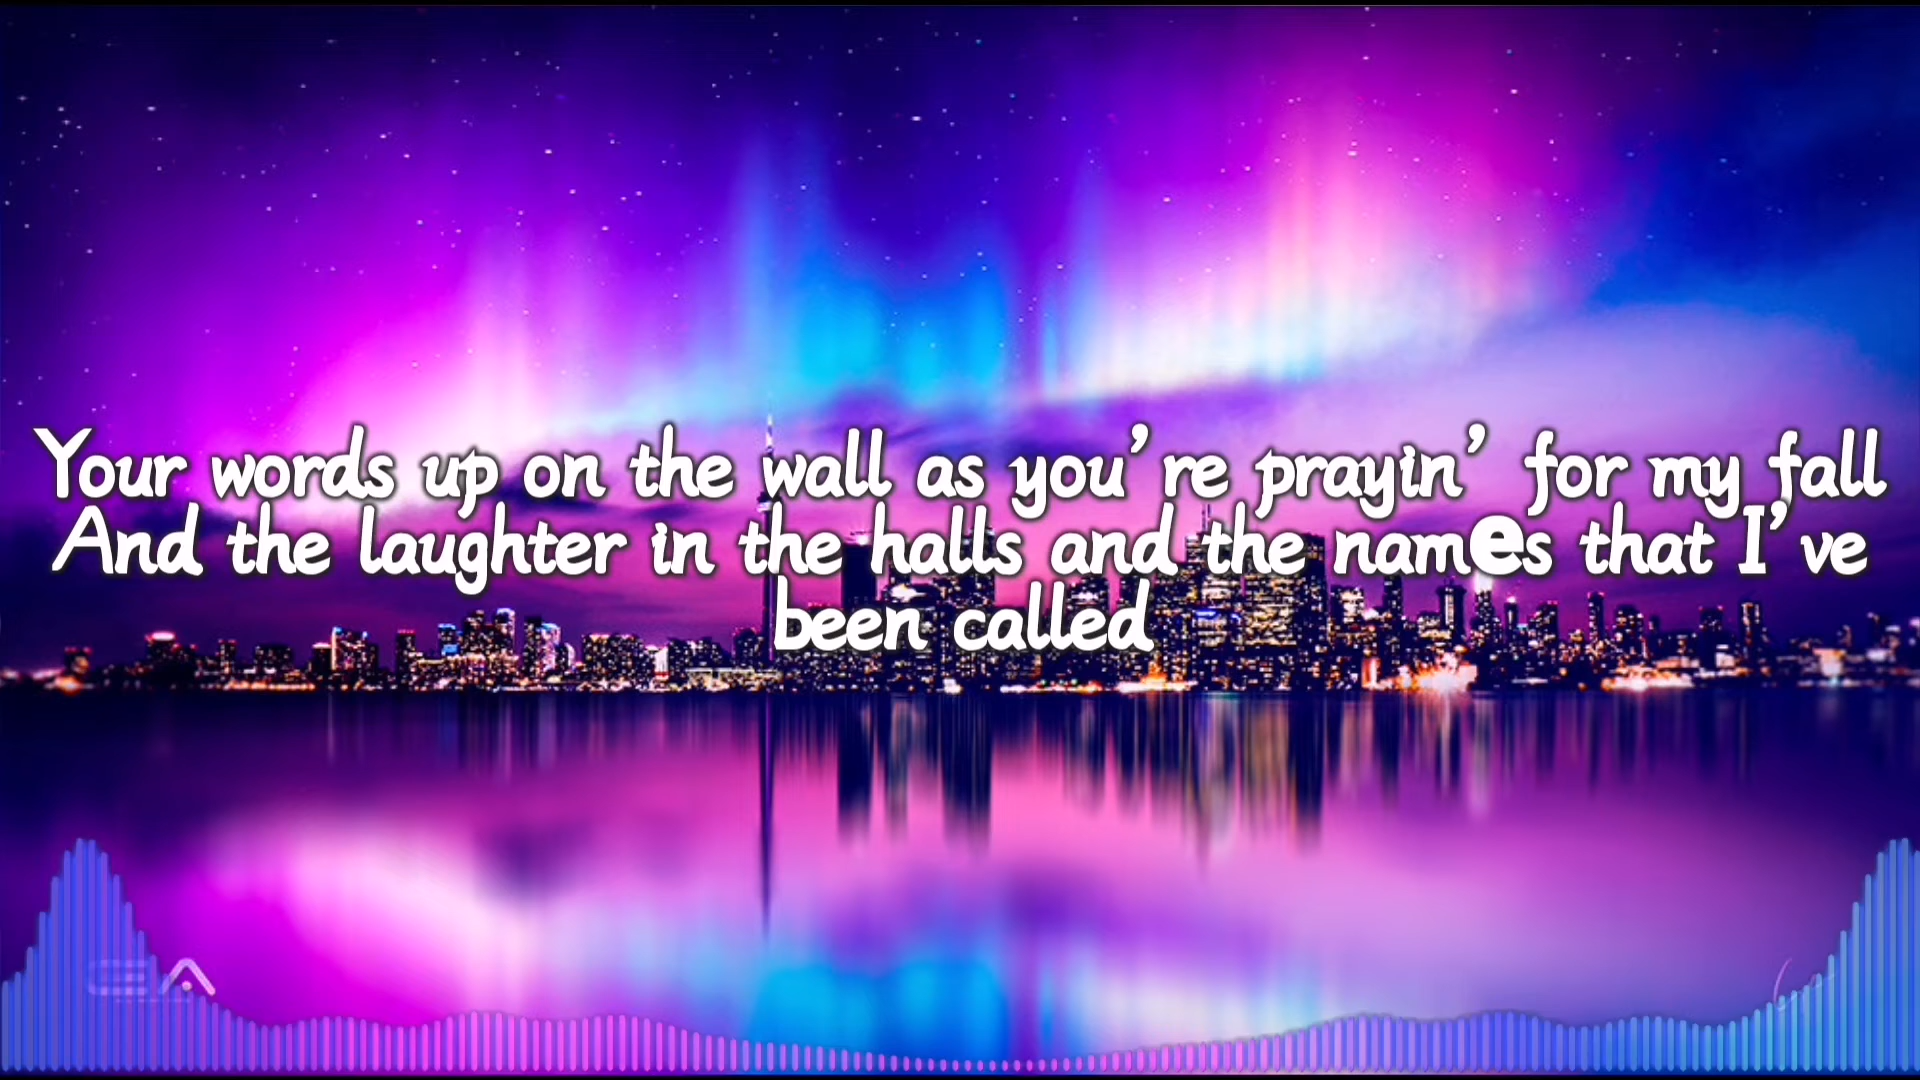 Your words up on the wall as you're prayin' for my fall
And the laughter in the halls and the names that I've
been called